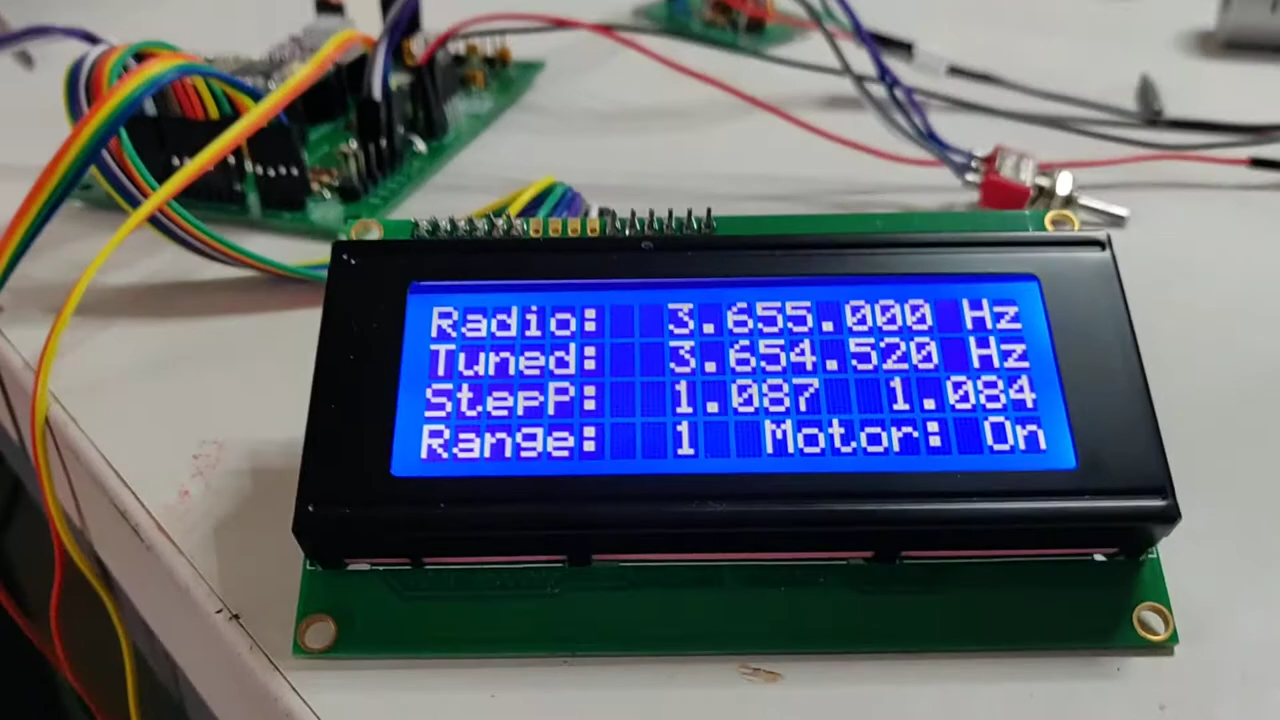 Radio: 3.655.000 Hz
Tuned: 3.654.520 Hz
StepP: 1.087 1.084
Range: 1 Motor: On